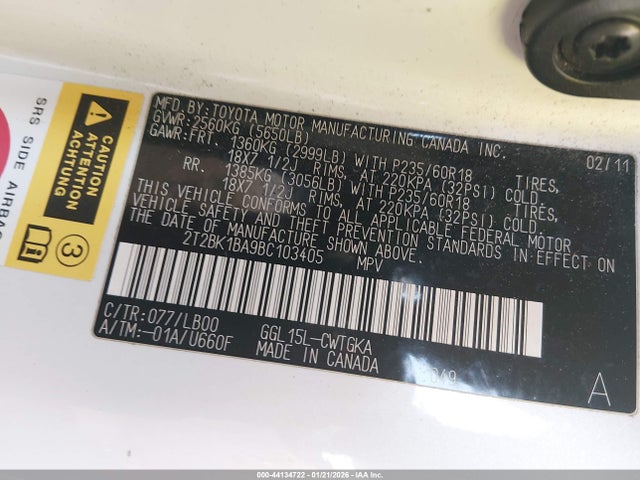 MFD.BY:TOYOTA MOTOR MANUFACTURING CANADA INC.
02/11
GVWR:2560KG (5650LB)
GAWR:FRT. 1360KG (2999LB) WITH P235/60R18 TIRES,
18X7 1/2J RIMS, AT 220KPA (32PSI) COLD.
RR. 1385KG (3056LB) WITH P235/60R18 TIRES,
18X7 1/2J RIMS, AT 220KPA (32PSI) COLD.
THIS VEHICLE CONFORMS TO ALL APPLICABLE FEDERAL MOTOR
VEHICLE SAFETY AND THEFT PREVENTION STANDARDS IN EFFECT ON
THE DATE OF MANUFACTURE SHOWN ABOVE.
2T2BK1BA9BC103405 MPV
C/TR:077/LB00 GGL15L-CWTGKA
A/TM:-01A/U660F MADE IN CANADA
A
SRS SIDE AIRBAG
CAUTION
ATTENTION
3
000-44134722 --- 01/21/2026 --- IAAI.COM